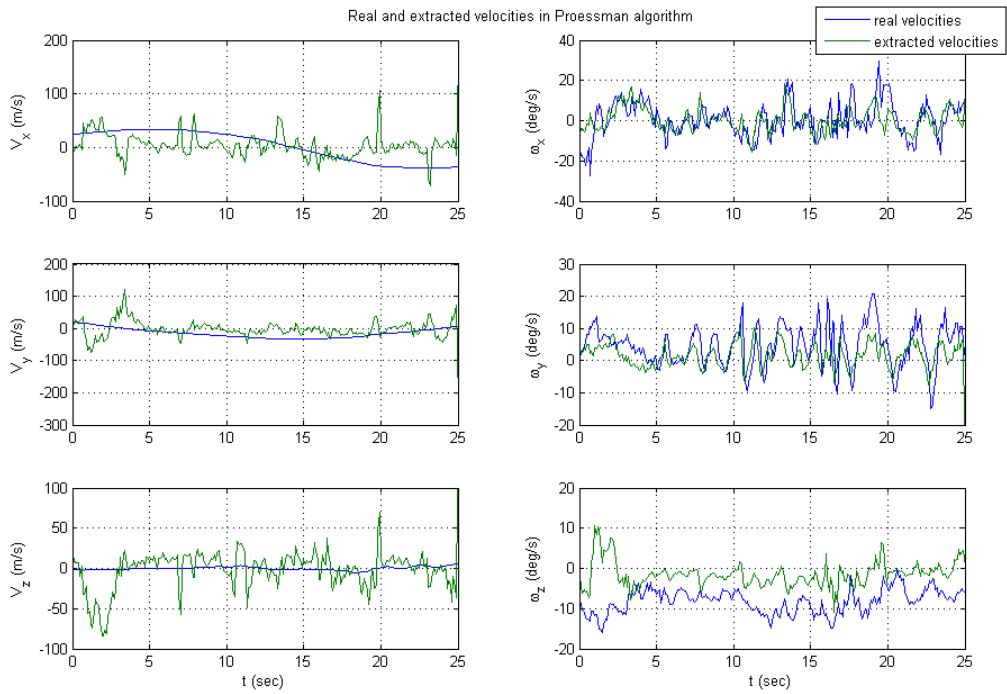 Real and extracted velocities in Proessman algorithm
real velocities
extracted velocities
200
100
0
-100
V_x (m/s)
0 5 10 15 20 25
40
20
0
-20
-40
ω_x (deg/s)
0 5 10 15 20 25
200
100
0
-100
-200
-300
V_y (m/s)
0 5 10 15 20 25
30
20
10
0
-10
-20
ω_y (deg/s)
0 5 10 15 20 25
100
50
0
-50
-100
V_z (m/s)
0 5 10 15 20 25
t (sec)
20
10
0
-10
-20
ω_z (deg/s)
0 5 10 15 20 25
t (sec)